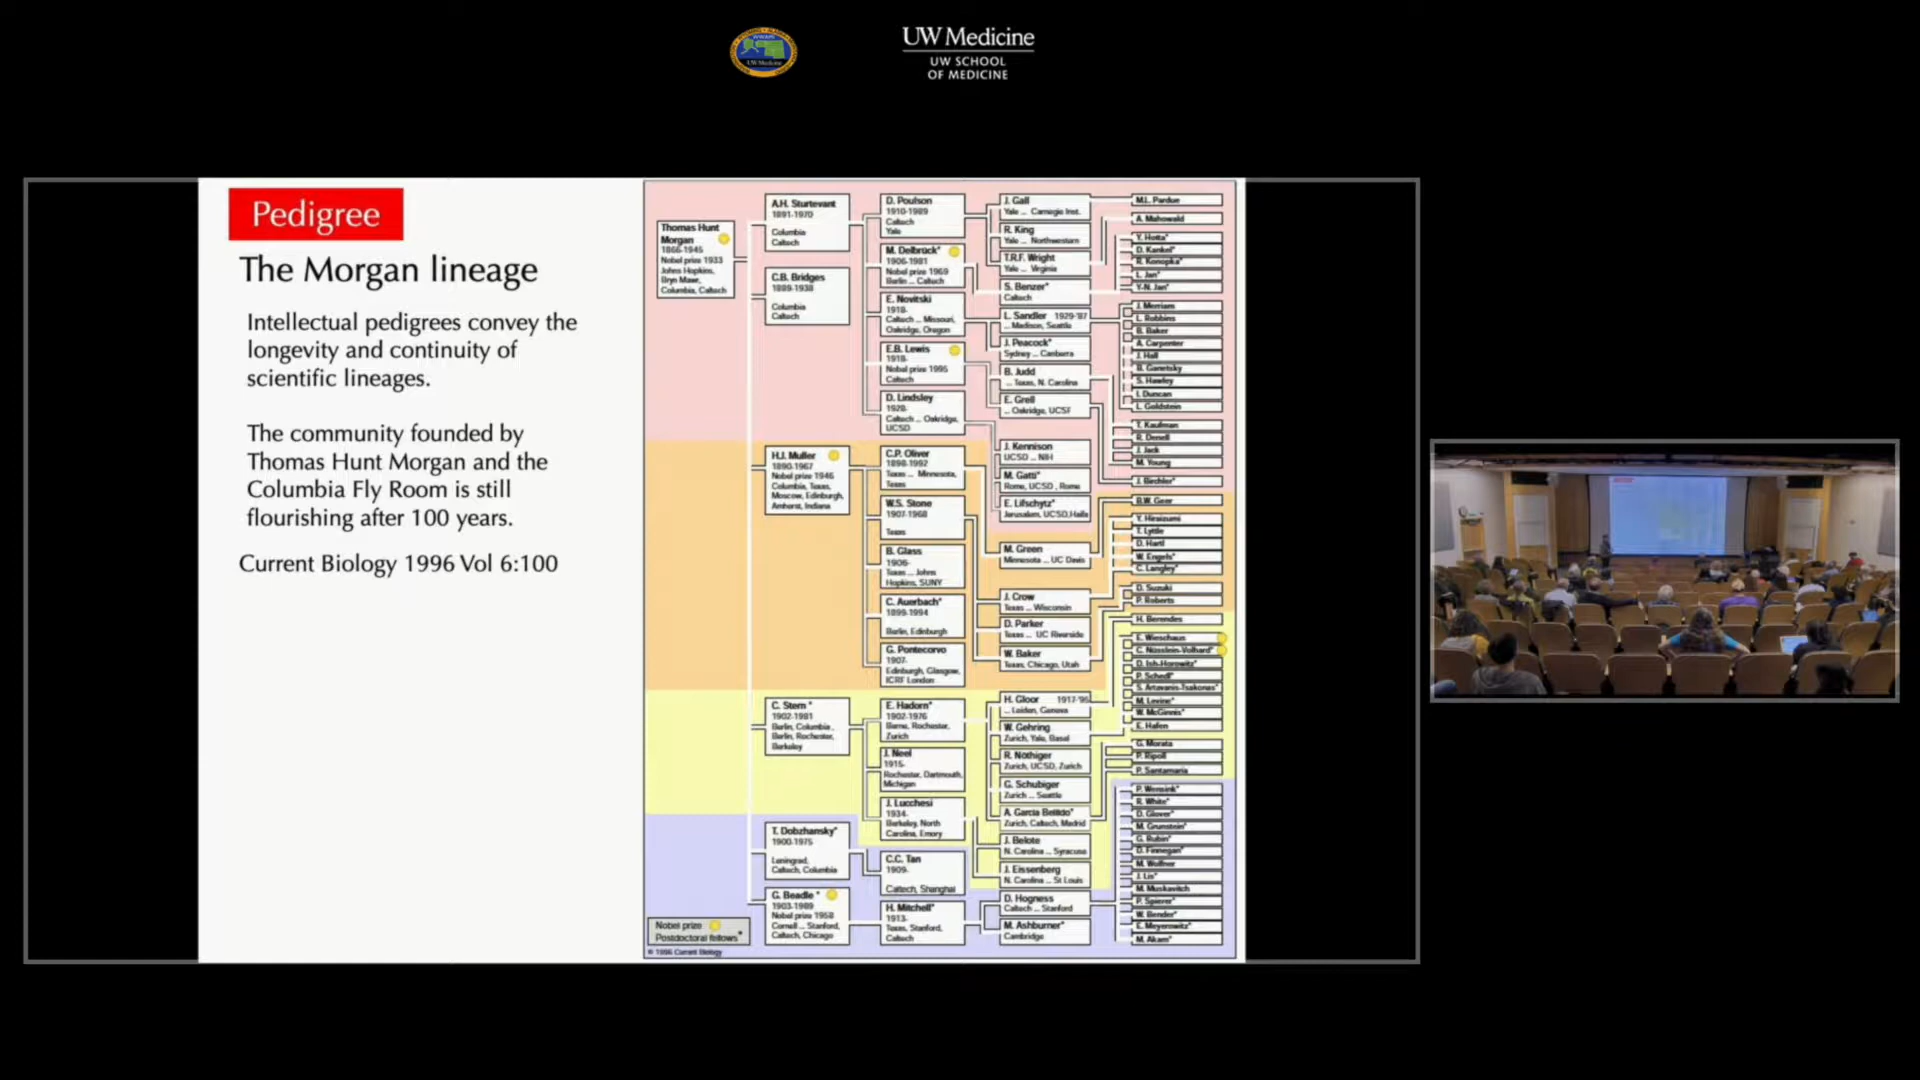 UW Medicine
UW SCHOOL
OF MEDICINE
Pedigree
The Morgan lineage
Intellectual pedigrees convey the
longevity and continuity of
scientific lineages.
The community founded by
Thomas Hunt Morgan and the
Columbia Fly Room is still
flourishing after 100 years.
Current Biology 1996 Vol 6:100
Thomas Hunt
Morgan
1866-1945
Nobel prize 1933
Johns Hopkins,
Bryn Mawr,
Columbia, Caltech
A.H. Sturtevant
1891-1970
Columbia
Caltech
C.B. Bridges
1889-1938
Columbia
Caltech
H.J. Muller
1890-1967
Nobel prize 1946
Columbia, Texas,
Moscow, Edinburgh,
Amherst, Indiana
C. Stern *
1902-1981
Berlin, Columbia,
Berlin, Rochester,
Berkeley
T. Dobzhansky*
1900-1975
Leningrad,
Caltech, Columbia
G. Beadle *
1903-1989
Nobel prize 1958
Cornell ... Stanford,
Caltech, Chicago
D. Poulson
1910-1989
Caltech
Yale
M. Delbrück*
1906-1981
Nobel prize 1969
Berlin ... Caltech
E. Novitski
1918-
Caltech ... Missouri,
Oakridge, Oregon
E.B. Lewis
1918-
Nobel prize 1995
Caltech
D. Lindsley
1926-
Caltech ... Oakridge,
UCSD
C.P. Oliver
1898-1992
Texas ... Minnesota,
Texas
W.S. Stone
1907-1968
Texas
B. Glass
1906-
Texas ... Johns
Hopkins, SUNY
C. Auerbach*
1899-1994
Berlin, Edinburgh
G. Pontecorvo
1907-
Edinburgh, Glasgow,
ICRF London
E. Hadorn*
1902-1976
Berne, Rochester,
Zurich
J. Neel
1915-
Rochester, Dartmouth,
Michigan
J. Lucchesi
1934-
Berkeley, North
Carolina, Emory
C.C. Tan
1909-
Caltech, Shanghai
H. Mitchell*
1913-
Texas, Stanford,
Caltech
J. Gall
Yale ... Carnegie Inst.
R. King
Yale ... Northwestern
T.R.F. Wright
Yale ... Virginia
S. Benzer*
Caltech
L. Sandler 1929-'87
... Madison, Seattle
J. Peacock*
Sydney ... Canberra
B. Judd
... Texas, N. Carolina
E. Grell
... Oakridge, UCSF
J. Kennison
UCSD ... NIH
M. Gatti*
Rome, UCSD, Rome
E. Lifschytz*
Jerusalem, UCSD, Haifa
M. Green
Minnesota ... UC Davis
J. Crow
Texas ... Wisconsin
D. Parker
Texas ... UC Riverside
W. Baker
Texas, Chicago, Utah
H. Gloor 1917-'95
... Leiden, Geneva
W. Gehring
Zurich, Yale, Basel
R. Nöthiger
Zurich, UCSD, Zurich
G. Schubiger
Zurich ... Seattle
A. Garcia Bellido*
Zurich, Caltech, Madrid
J. Belote
N. Carolina ... Syracuse
J. Eissenberg
N. Carolina ... St Louis
D. Hogness
Caltech ... Stanford
M. Ashburner*
Cambridge
M.L. Pardue
A. Mahowald
Y. Hotta*
D. Kankel*
R. Konopka*
L. Jan*
Y-N. Jan*
J. Merriam
L. Robbins
B. Baker
A. Carpenter
J. Hall
B. Ganetsky
S. Hawley
I. Duncan
L. Goldstein
T. Kaufman
R. Denell
J. Jack
M. Young
J. Birchler*
B.W. Geer
Y. Hiraizumi
T. Lyttle
D. Hartl
W. Engels*
C. Langley*
D. Suzuki
P. Roberts
H. Berendes
E. Wieschaus
C. Nüsslein-Volhard*
D. Ish-Horowitz*
P. Schedl*
S. Artavanis-Tsakonas*
M. Levine*
W. McGinnis*
E. Hafen
G. Morata
P. Ripoll
P. Santamaria
P. Wensink*
R. White*
D. Glover*
M. Grunstein*
G. Rubin*
D. Finnegan*
M. Wolfner
J. Lis*
M. Muskavitch
P. Spierer*
W. Bender*
E. Meyerowitz*
M. Akam*
Nobel prize
Postdoctoral fellows*
© 1996 Current Biology